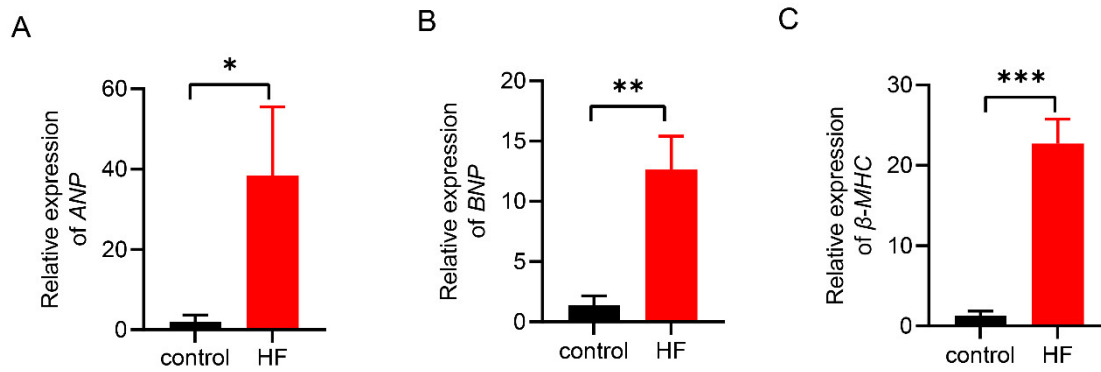 A
Relative expression
of ANP
60
40
20
0
*
control
HF
B
Relative expression
of BNP
20
15
10
5
0
**
control
HF
C
Relative expression
of β-MHC
30
20
10
0
***
control
HF